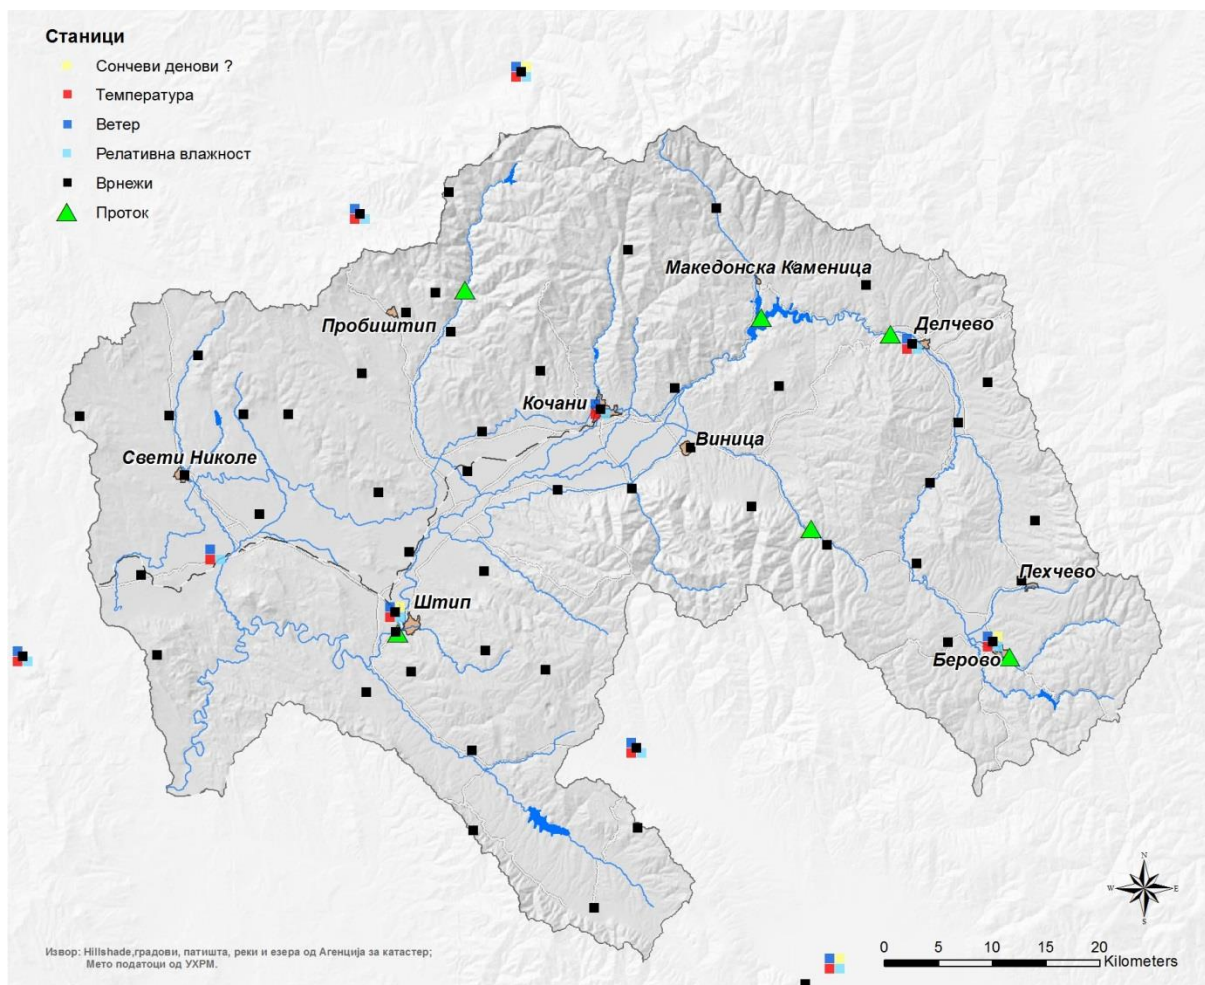 Станици
Сончеви денови ?
Температура
Ветер
Релативна влажност
Врнежи
Проток
Македонска Каменица
Пробиштип
Делчево
Кочани
Виница
Свети Николе
Пехчево
Штип
Берово
N
W E
S
Извор: Hillshade,градови, патишта, реки и езера од Агенција за катастер;
Мето податоци од УХРМ.
0 5 10 15 20
Kilometers